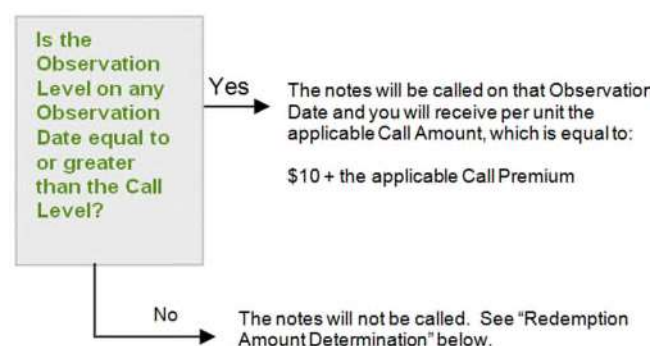 Is the
Observation
Level on any
Observation
Date equal to
or greater
than the Call
Level?
Yes
The notes will be called on that Observation
Date and you will receive per unit the
applicable Call Amount, which is equal to:
$10 + the applicable Call Premium
No
The notes will not be called. See “Redemption
Amount Determination” below.